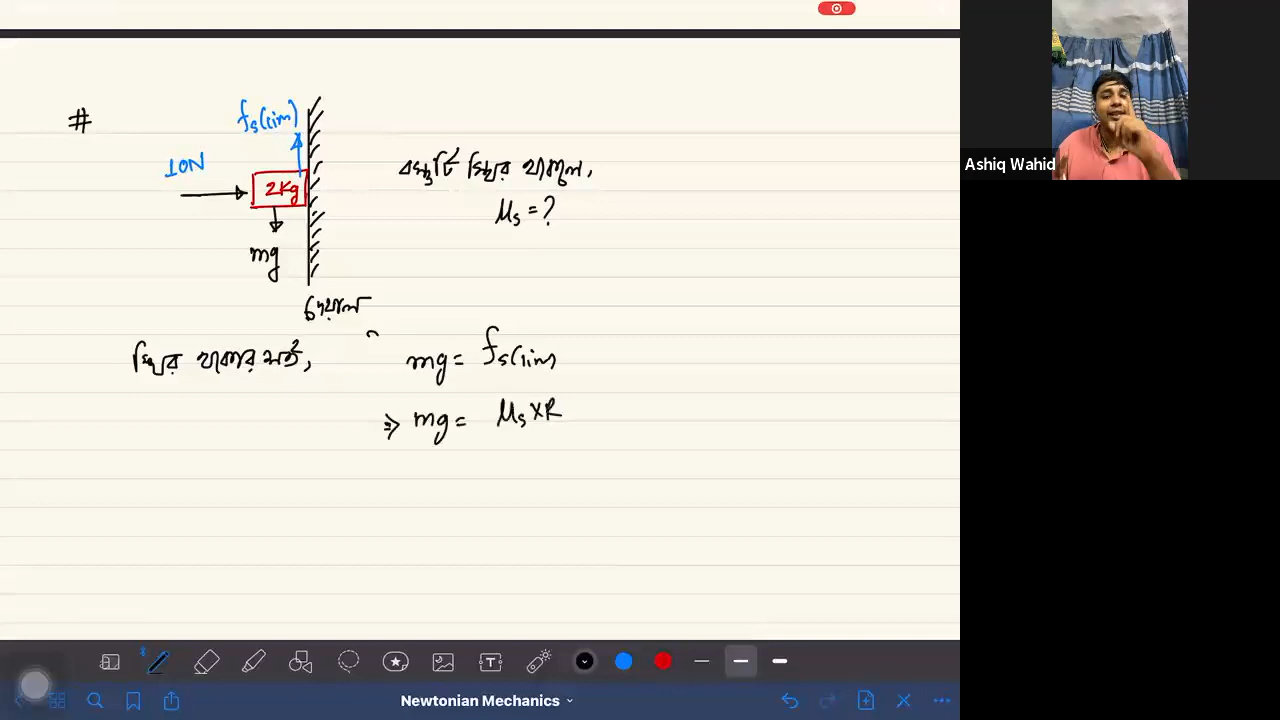 #
fs(lim)
10N
2kg
mg
বস্তুটি স্থির থাকলে,
μs = ?
দেয়াল
স্থির থাকার শর্ত,
mg = fs(lim)
⇒ mg = μs×R
Ashiq Wahid
Newtonian Mechanics